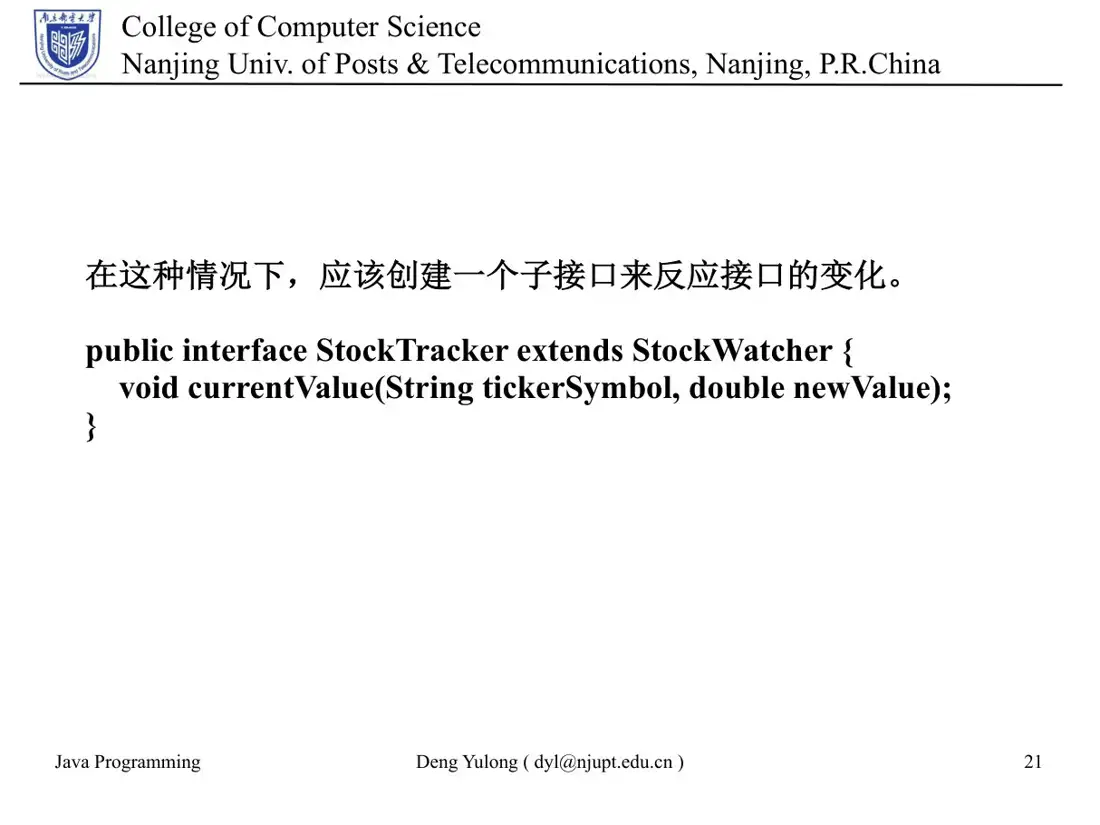 College of Computer Science
Nanjing Univ. of Posts & Telecommunications, Nanjing, P.R.China
在这种情况下，应该创建一个子接口来反应接口的变化。
public interface StockTracker extends StockWatcher {
void currentValue(String tickerSymbol, double newValue);
}
Java Programming
Deng Yulong ( dyl@njupt.edu.cn )
21